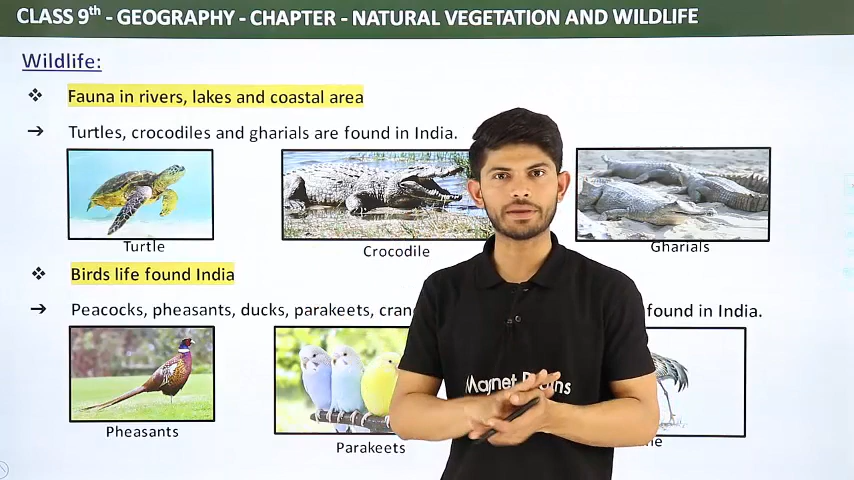 CLASS 9th - GEOGRAPHY - CHAPTER - NATURAL VEGETATION AND WILDLIFE
Wildlife:
❖ Fauna in rivers, lakes and coastal area
➔ Turtles, crocodiles and gharials are found in India.
Turtle
Crocodile
Gharials
❖ Birds life found India
➔ Peacocks, pheasants, ducks, parakeets, found in India.
Pheasants
Parakeets
Magnet